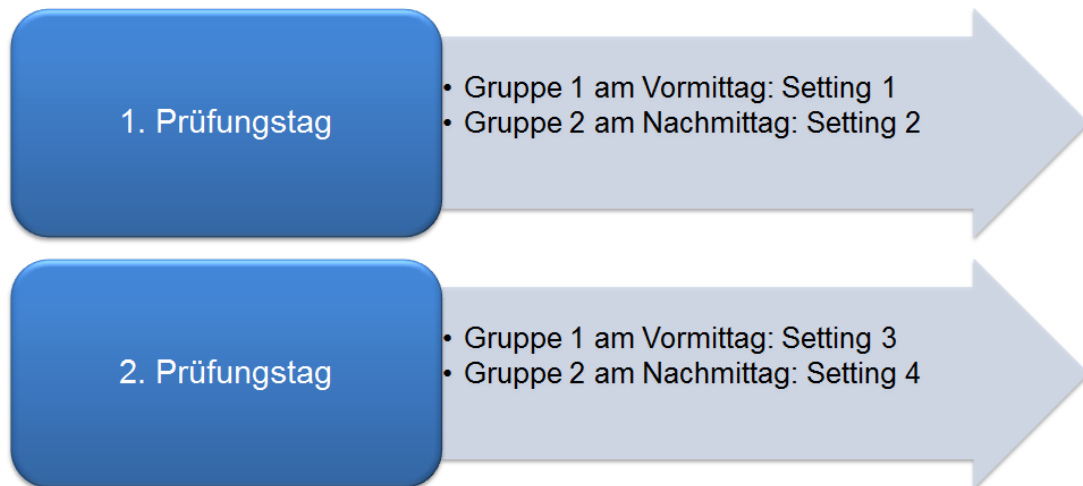 1. Prüfungstag
• Gruppe 1 am Vormittag: Setting 1
• Gruppe 2 am Nachmittag: Setting 2
2. Prüfungstag
• Gruppe 1 am Vormittag: Setting 3
• Gruppe 2 am Nachmittag: Setting 4